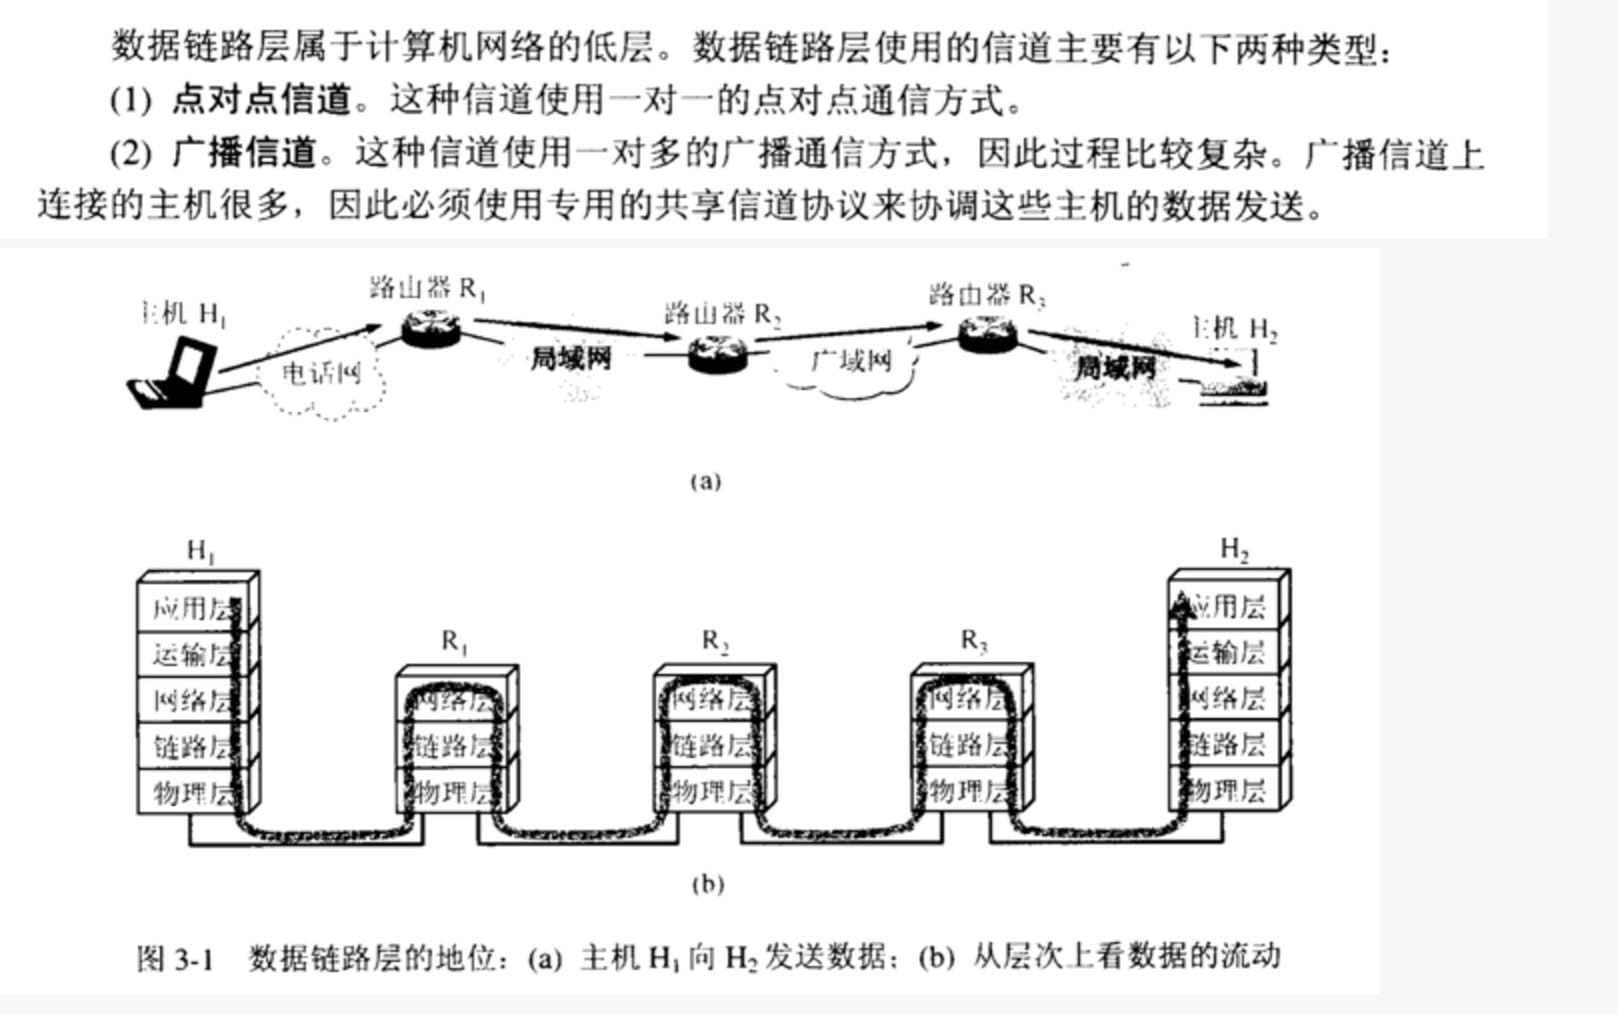 数据链路层属于计算机网络的低层。数据链路层使用的信道主要有以下两种类型：
(1) 点对点信道。这种信道使用一对一的点对点通信方式。
(2) 广播信道。这种信道使用一对多的广播通信方式，因此过程比较复杂。广播信道上
连接的主机很多，因此必须使用专用的共享信道协议来协调这些主机的数据发送。
主机 H₁
路由器 R₁
路由器 R₂
路由器 R₃
主机 H₂
电话网
局域网
广域网
局域网
(a)
H₁
应用层
运输层
网络层
链路层
物理层
R₁
网络层
链路层
物理层
R₂
网络层
链路层
物理层
R₃
网络层
链路层
物理层
H₂
应用层
运输层
网络层
链路层
物理层
(b)
图 3-1 数据链路层的地位：(a) 主机 H₁ 向 H₂ 发送数据；(b) 从层次上看数据的流动